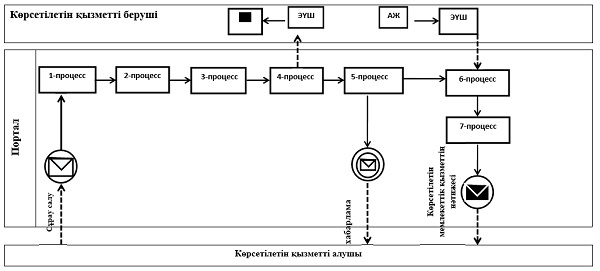 Көрсетілетін қызметті беруші
ЭҮШ
АЖ
ЭҮШ
Портал
1-процесс
2-процесс
3-процесс
4-процесс
5-процесс
6-процесс
7-процесс
Сұрау салу
хабарлама
Көрсетілетін
мемлекеттік қызметтің
нәтижесі
Көрсетілетін қызметті алушы